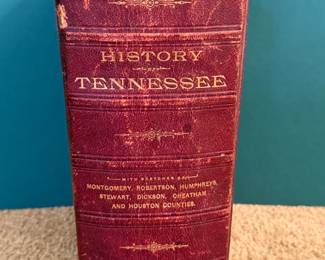 HISTORY
OF
TENNESSEE
WITH SKETCHES OF
MONTGOMERY, ROBERTSON, HUMPHREYS,
STEWART, DICKSON, CHEATHAM
AND HOUSTON COUNTIES.